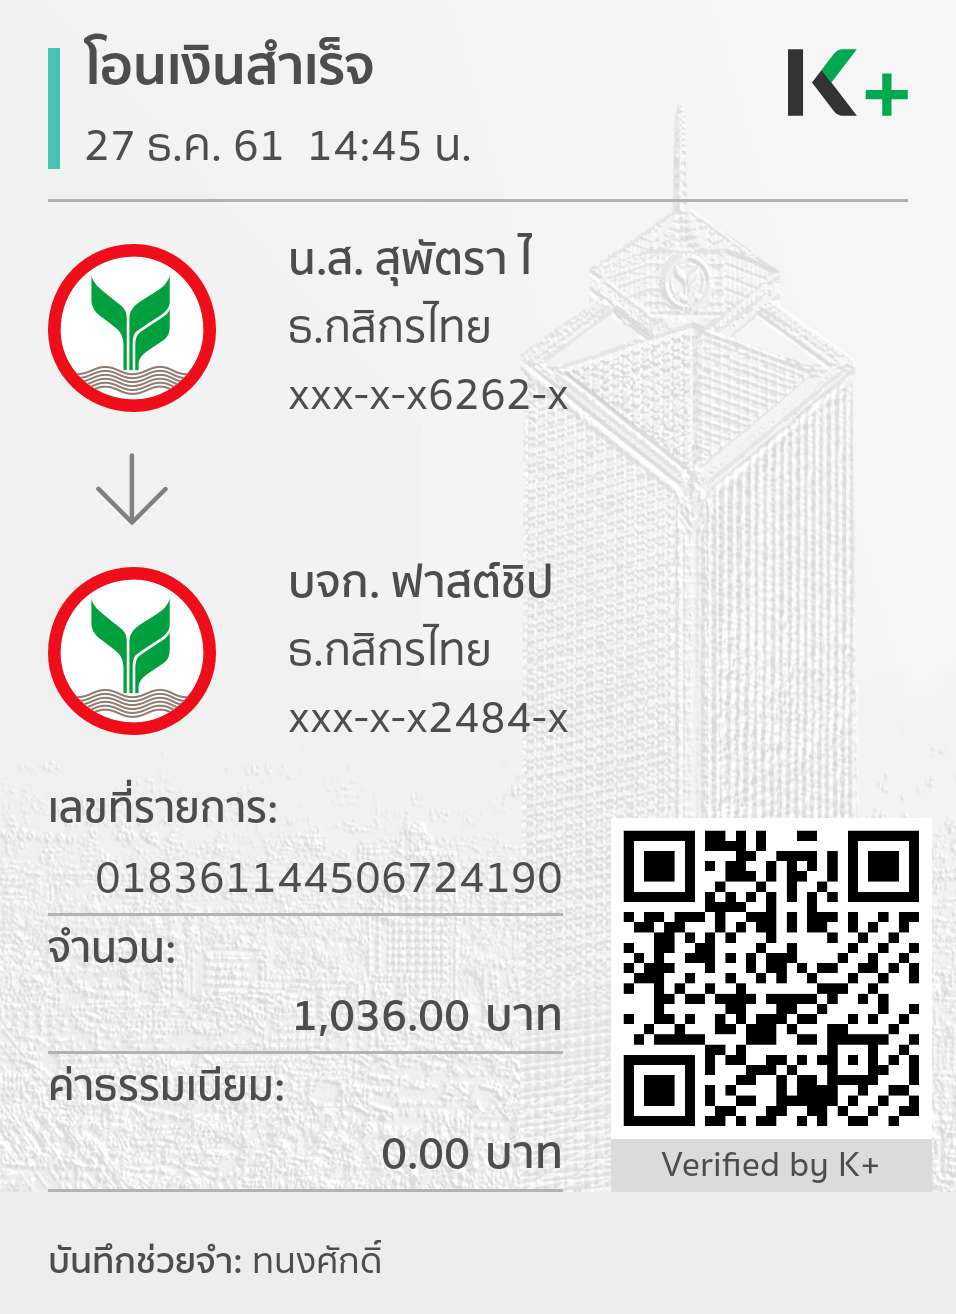 โอนเงินสำเร็จ
K+
27 ธ.ค. 61 14:45 น.
น.ส. สุพัตรา ไ
ธ.กสิกรไทย
xxx-x-x6262-x
บจก. ฟาสต์ชิป
ธ.กสิกรไทย
xxx-x-x2484-x
เลขที่รายการ:
018361144506724190
จำนวน:
1,036.00 บาท
ค่าธรรมเนียม:
0.00 บาท
Verified by K+
บันทึกช่วยจำ: ทนงศักดิ์